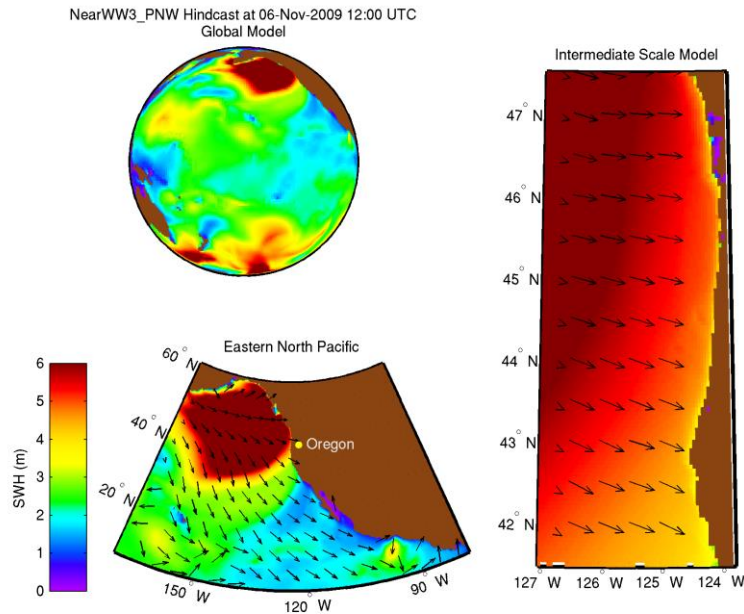 NearWW3_PNW Hindcast at 06-Nov-2009 12:00 UTC
Global Model
Intermediate Scale Model
47° N
46° N
45° N
44° N
43° N
42° N
127° W
126° W
125° W
124° W
Eastern North Pacific
60° N
40° N
20° N
150° W
120° W
90° W
Oregon
SWH (m)
6
5
4
3
2
1
0